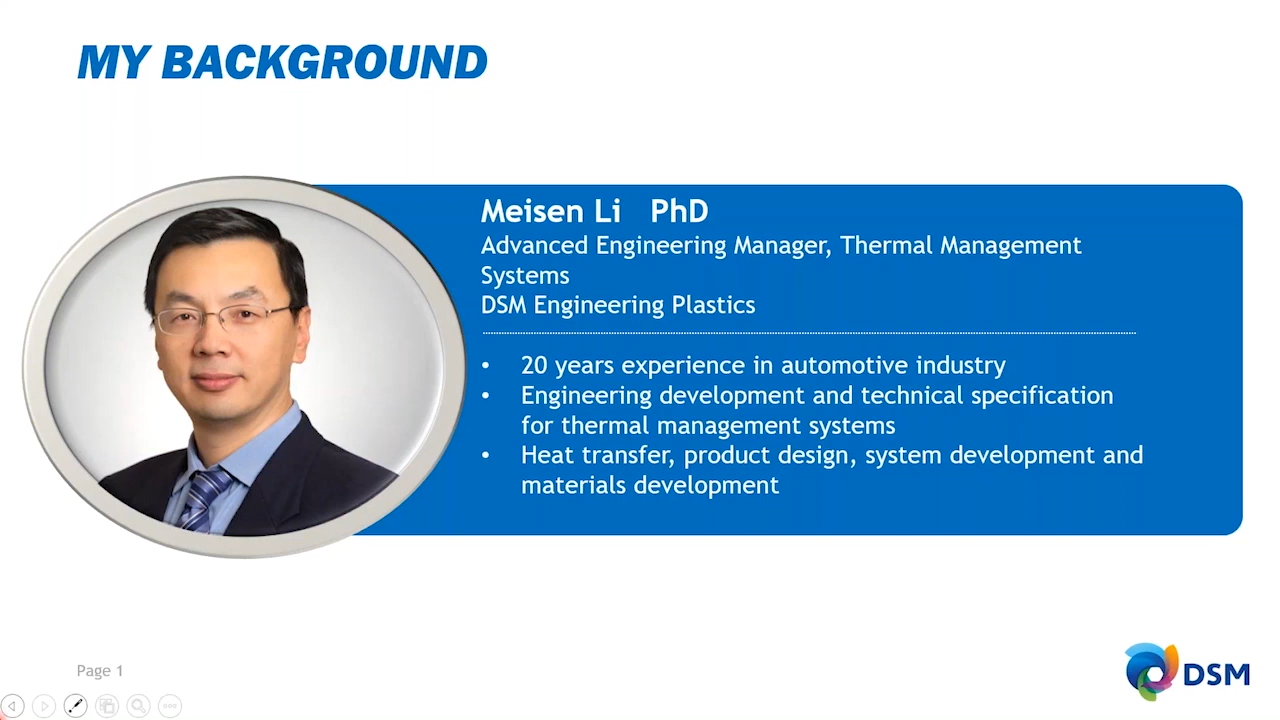 MY BACKGROUND
Meisen Li PhD
Advanced Engineering Manager, Thermal Management
Systems
DSM Engineering Plastics
• 20 years experience in automotive industry
• Engineering development and technical specification
for thermal management systems
• Heat transfer, product design, system development and
materials development
Page 1
DSM